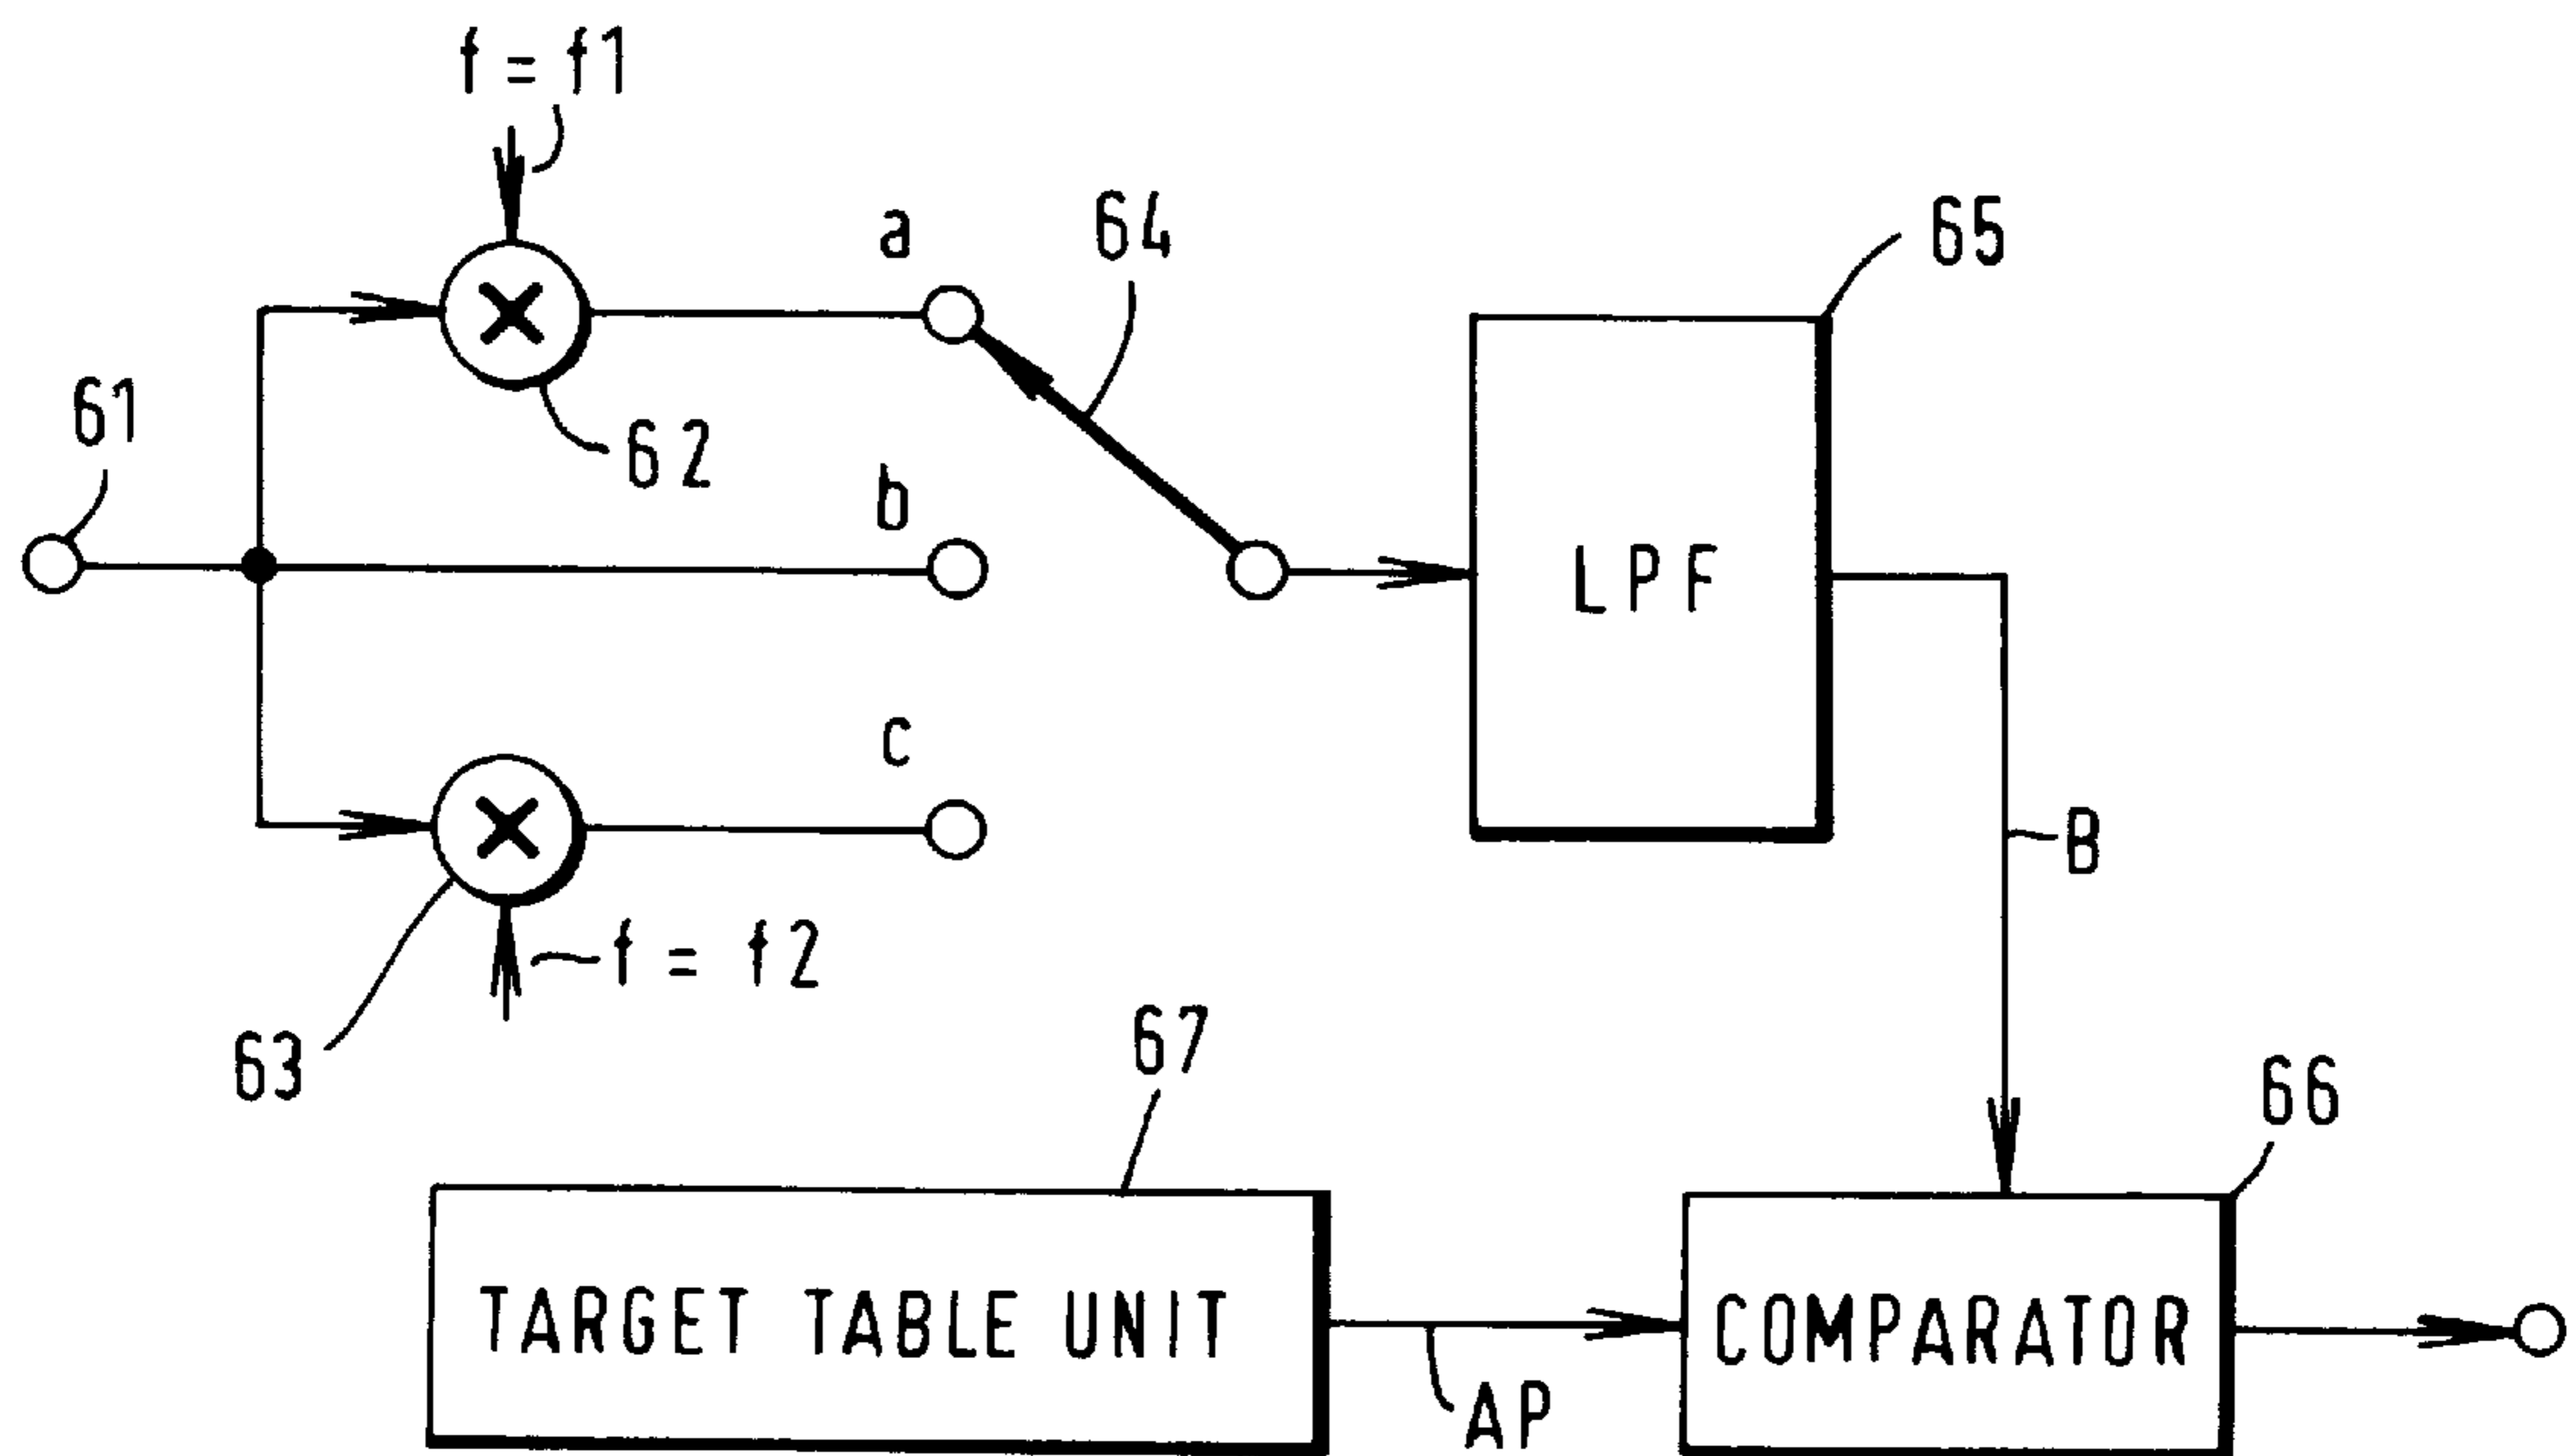 f = f1
a
64
65
61
62
b
LPF
c
B
f = f2
63
67
66
TARGET TABLE UNIT
COMPARATOR
AP